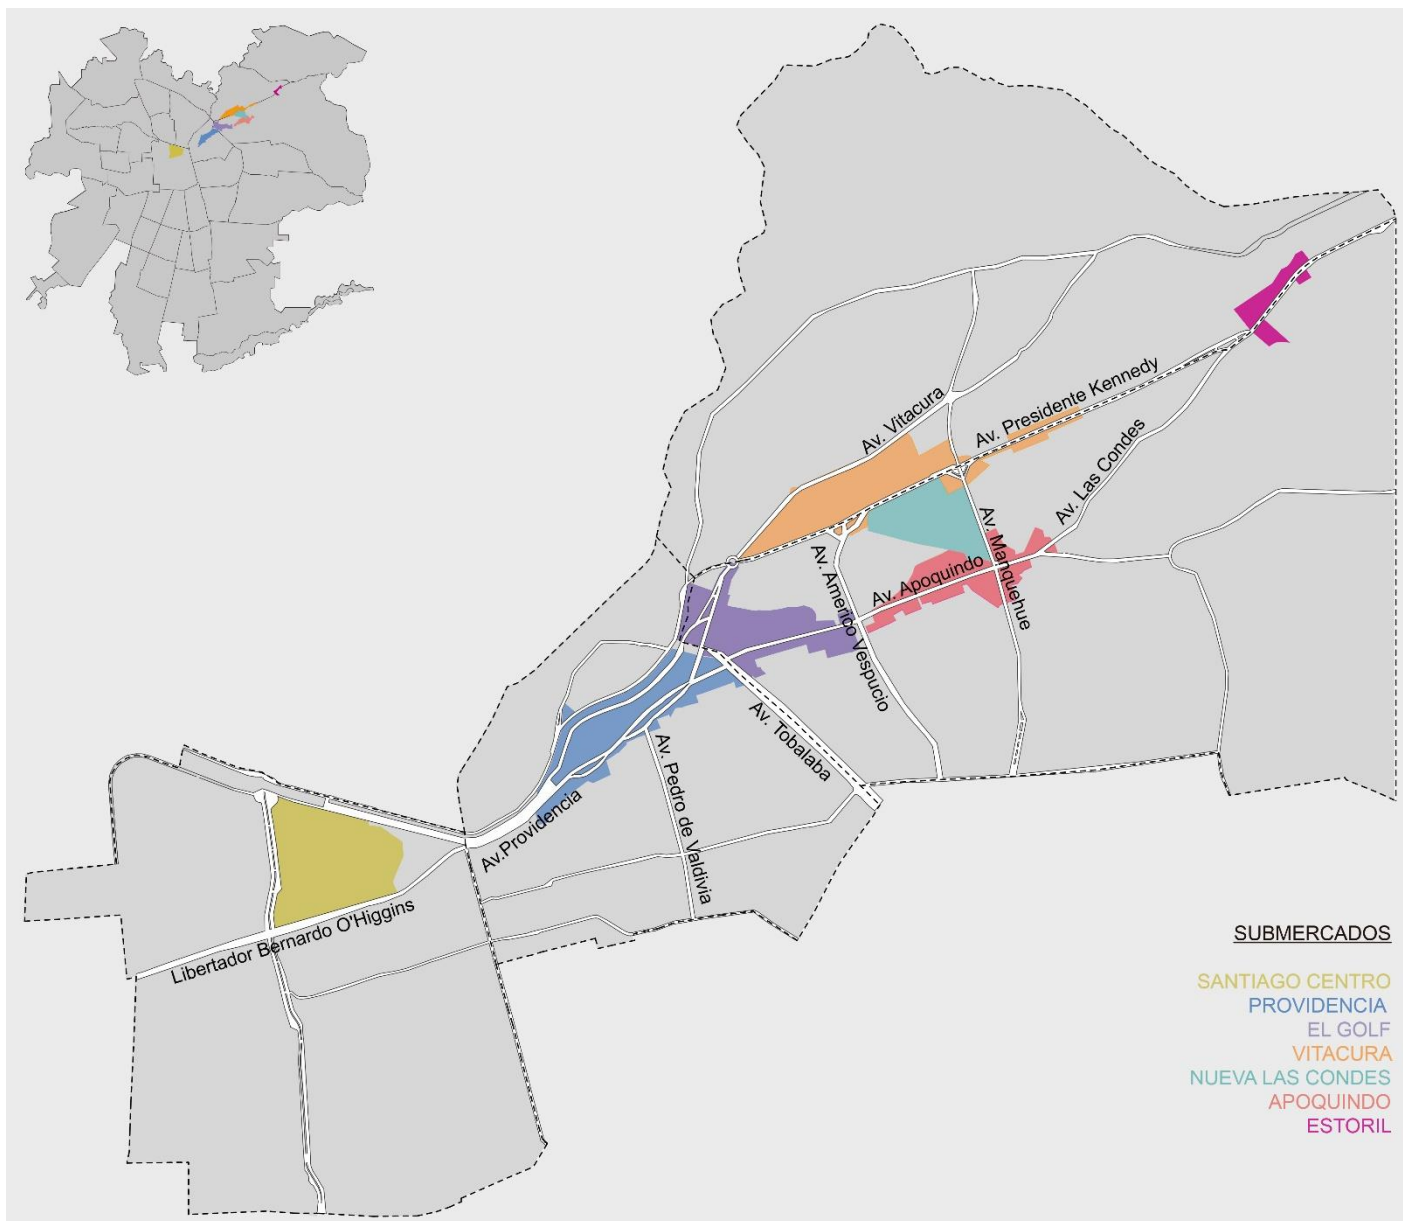 Av. Vitacura
Av. Presidente Kennedy
Av. Las Condes
Av. Manquehue
Av. Americo Vespucio
Av. Apoquindo
Av. Tobalaba
Av. Pedro de Valdivia
Av.Providencia
Libertador Bernardo O'Higgins
SUBMERCADOS
SANTIAGO CENTRO
PROVIDENCIA
EL GOLF
VITACURA
NUEVA LAS CONDES
APOQUINDO
ESTORIL